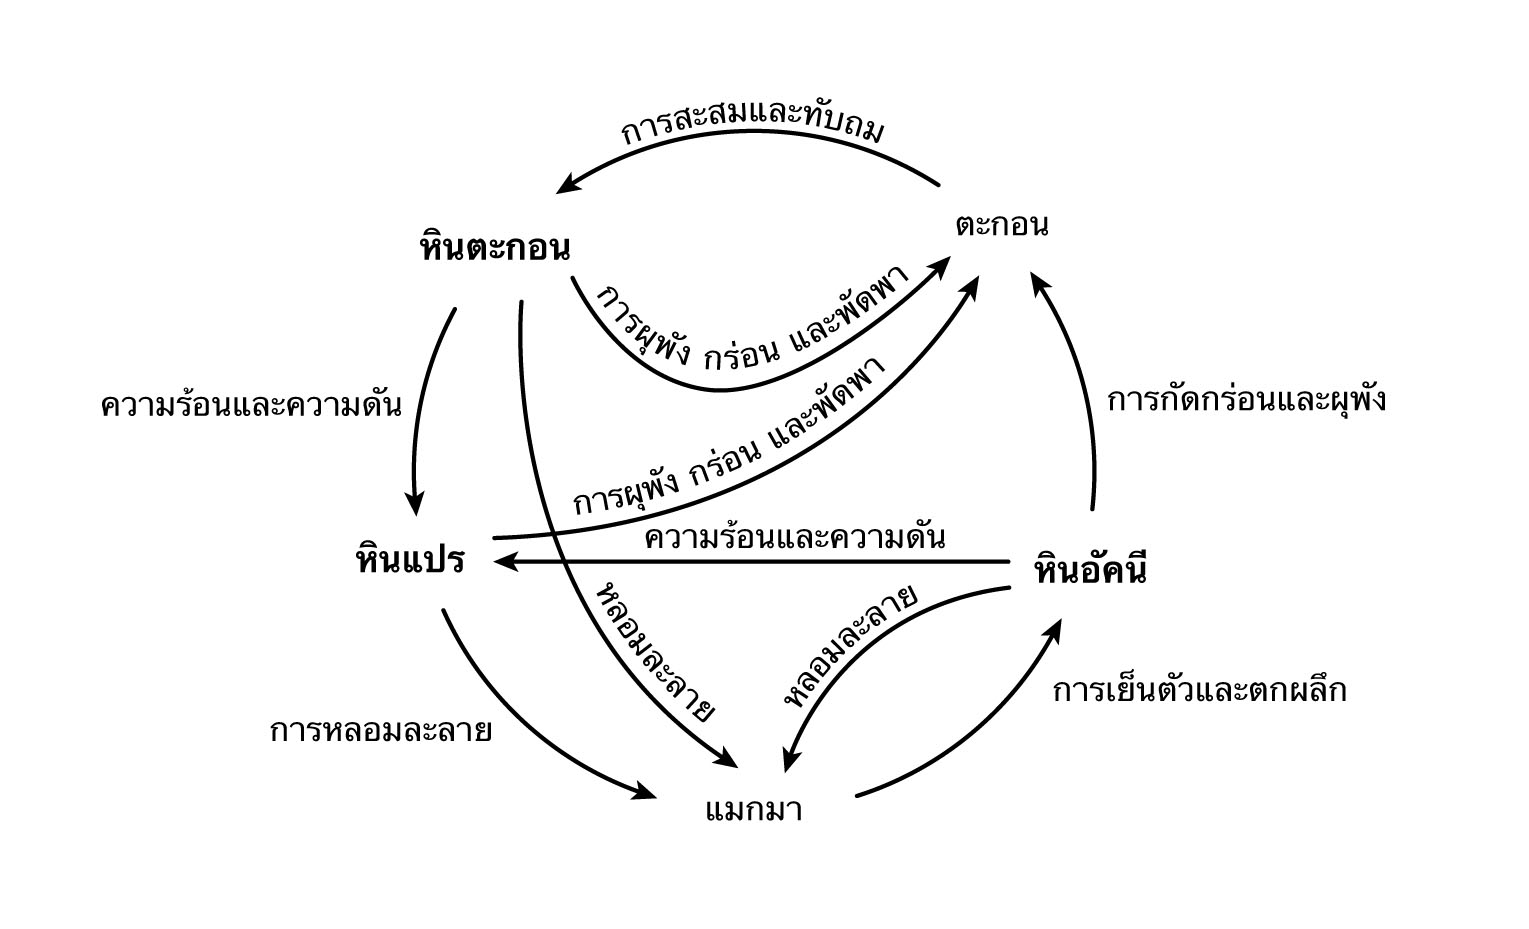 การสะสมและทับถม
ตะกอน
หินตะกอน
การผุพัง กร่อน และพัดพา
ความร้อนและความดัน
การกัดกร่อนและผุพัง
การผุพัง กร่อน และพัดพา
ความร้อนและความดัน
หินแปร
หินอัคนี
หลอมละลาย
หลอมละลาย
การเย็นตัวและตกผลึก
การหลอมละลาย
แมกมา